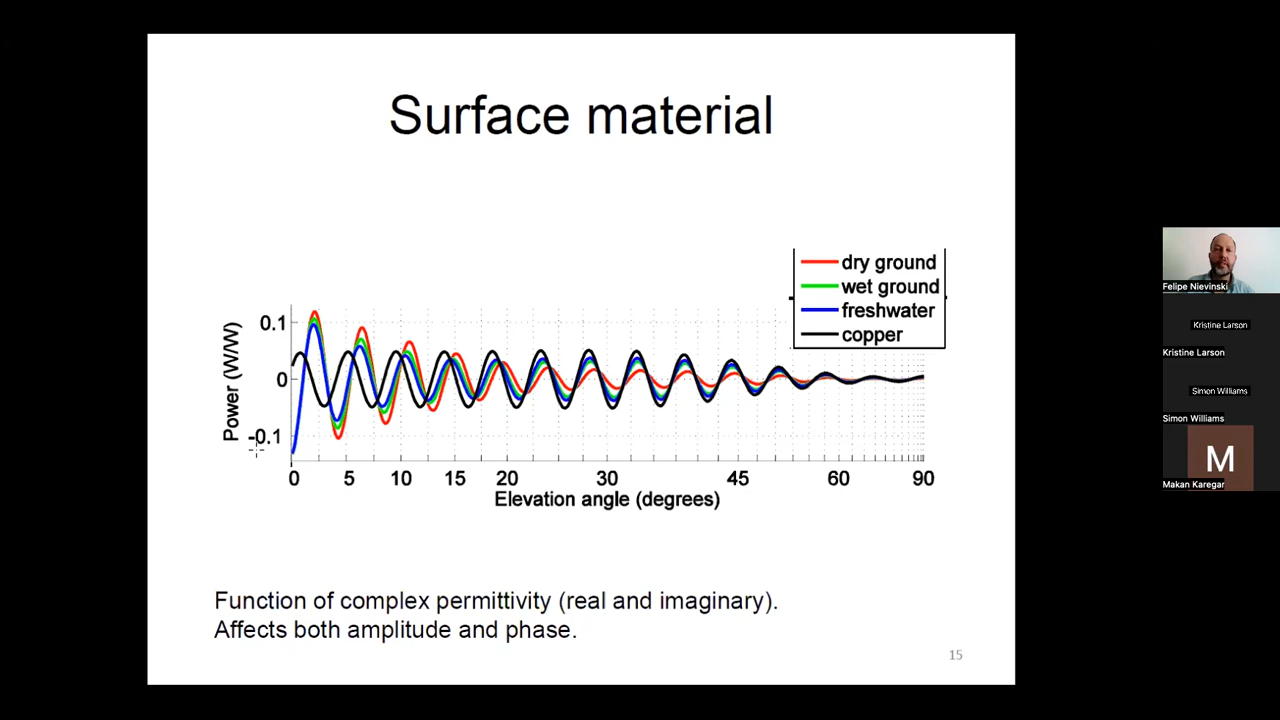 Surface material
dry ground
wet ground
freshwater
copper
Power (W/W)
0.1
0
-0.1
0 5 10 15 20 30 45 60 90
Elevation angle (degrees)
Function of complex permittivity (real and imaginary).
Affects both amplitude and phase.
15
Felipe Nievinski
Kristine Larson
Kristine Larson
Simon Williams
Simon Williams
M
Makan Karegar